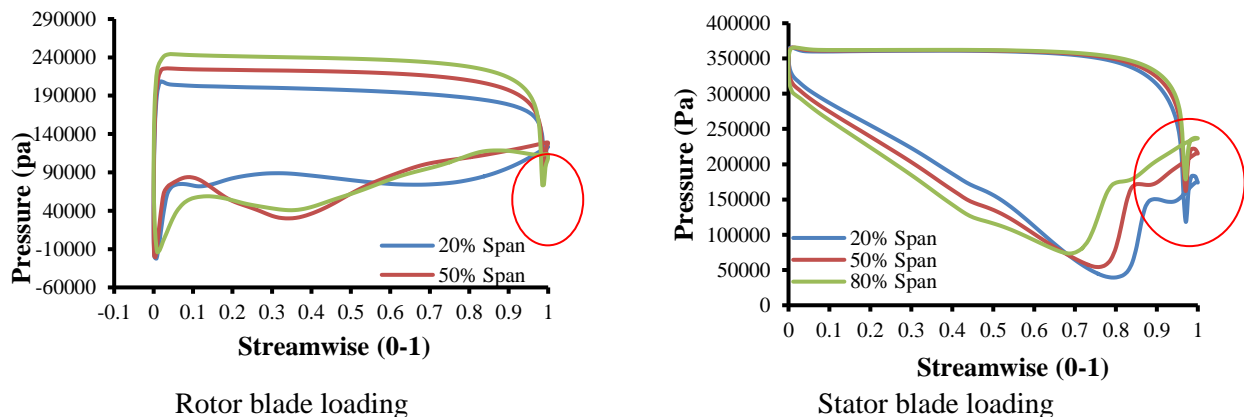 290000
240000
190000
140000
90000
40000
-10000
-60000
Pressure (pa)
-0.1 0 0.1 0.2 0.3 0.4 0.5 0.6 0.7 0.8 0.9 1
Streamwise (0-1)
20% Span
50% Span
Rotor blade loading
400000
350000
300000
250000
200000
150000
100000
50000
0
Pressure (Pa)
0 0.1 0.2 0.3 0.4 0.5 0.6 0.7 0.8 0.9 1
Streamwise (0-1)
20% Span
50% Span
80% Span
Stator blade loading